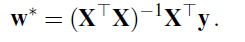 w* = (X⊤X)⁻¹X⊤y.